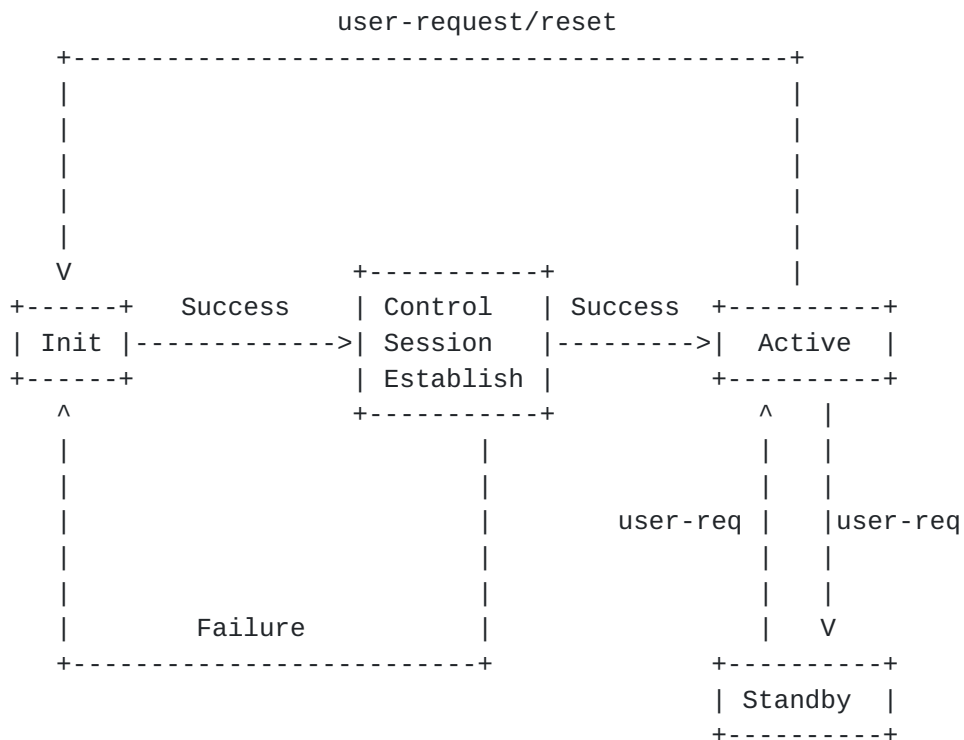 user-request/reset
Success Control Success
Init Session Active
Establish
user-req user-req
Failure
Standby